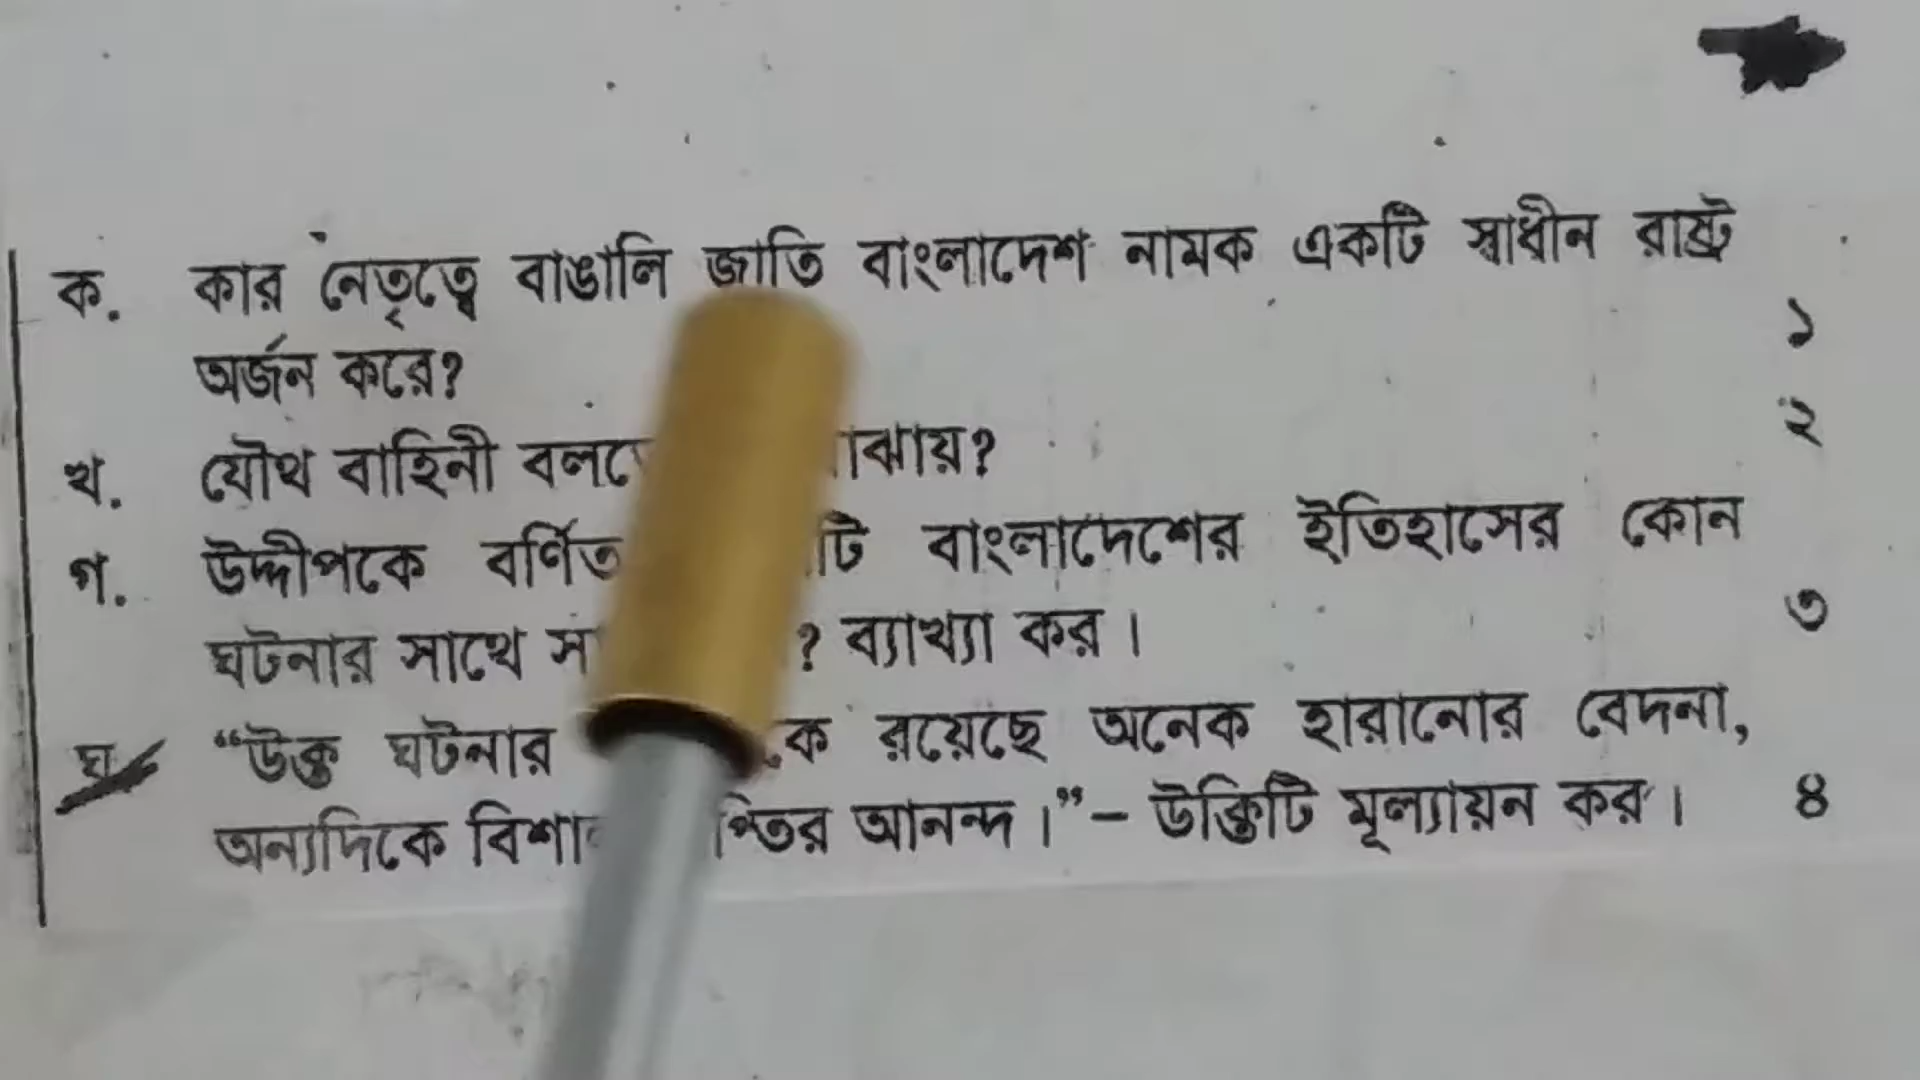 ক. কার নেতৃত্বে বাঙালি জাতি বাংলাদেশ নামক একটি স্বাধীন রাষ্ট্র
অর্জন করে? ১
খ. যৌথ বাহিনী ২
গ. উদ্দীপকে বর্ণিত বাংলাদেশের ইতিহাসের কোন
ঘটনার সাথে ? ব্যাখ্যা কর। ৩
ঘ. “উক্ত ঘটনার রয়েছে অনেক হারানোর বেদনা,
অন্যদিকে আনন্দ।”– উক্তিটি মূল্যায়ন কর। ৪